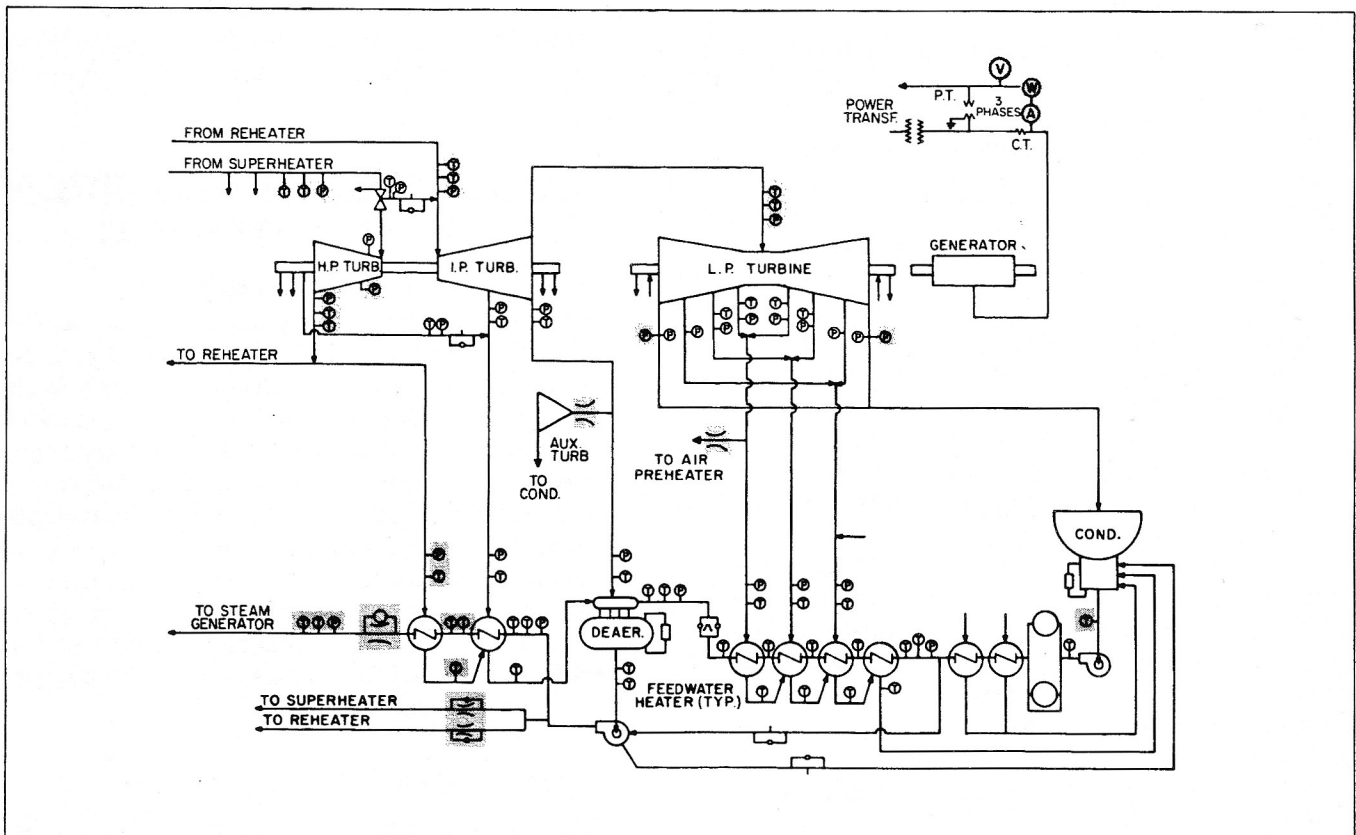 V
P.T.
W
POWER
TRANSF.
3
PHASES
A
C.T.
FROM REHEATER
FROM SUPERHEATER
T
T
P
T
P
T
T
P
T
T
P
P
H.P. TURB.
I.P. TURB.
L.P. TURBINE
GENERATOR
P
P
T
T
T
P
P
T
P
T
T
P
T
P
T
P
T
P
P
P
P
P
TO REHEATER
AUX.
TURB
TO
COND.
TO AIR
PREHEATER
COND.
P
T
P
T
P
T
P
T
P
T
P
T
T
T
P
TO STEAM
GENERATOR
T
T
P
T
T
T
T
P
DEAER.
T
T
T
T
T
T
T
P
T
T
T
T
T
T
T
T
T
FEEDWATER
HEATER (TYP.)
TO SUPERHEATER
TO REHEATER